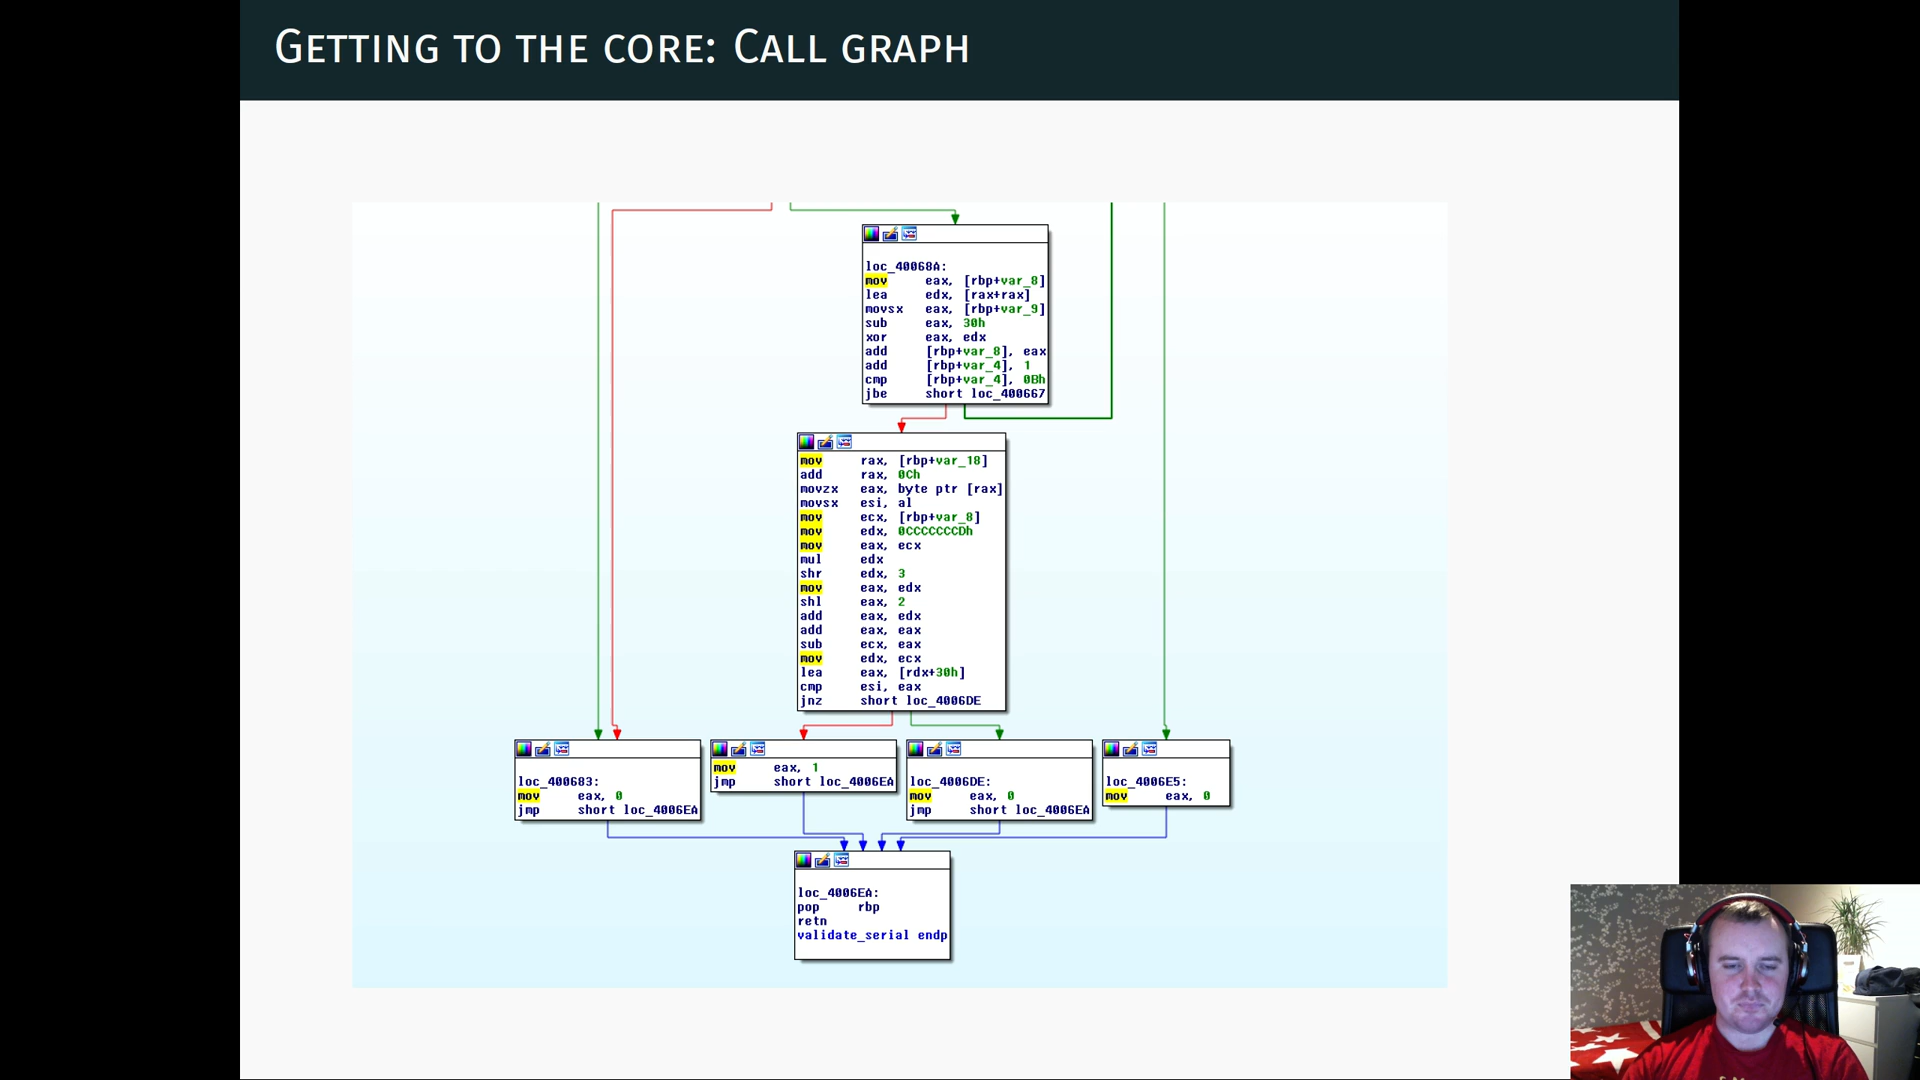 GETTING TO THE CORE: CALL GRAPH
loc_40068A:
mov eax, [rbp+var_8]
lea edx, [rax+rax]
movsx eax, [rbp+var_9]
sub eax, 30h
xor eax, edx
add [rbp+var_8], eax
add [rbp+var_4], 1
cmp [rbp+var_4], 0Bh
jbe short loc_400667
mov rax, [rbp+var_18]
add rax, 0Ch
movzx eax, byte ptr [rax]
movsx esi, al
mov ecx, [rbp+var_8]
mov edx, 0CCCCCCCDh
mov eax, ecx
mul edx
shr edx, 3
mov eax, edx
shl eax, 2
add eax, edx
add eax, eax
sub ecx, eax
mov edx, ecx
lea eax, [rdx+30h]
cmp esi, eax
jnz short loc_4006DE
loc_400683:
mov eax, 0
jmp short loc_4006EA
mov eax, 1
jmp short loc_4006EA
loc_4006DE:
mov eax, 0
jmp short loc_4006EA
loc_4006E5:
mov eax, 0
loc_4006EA:
pop rbp
retn
validate_serial endp